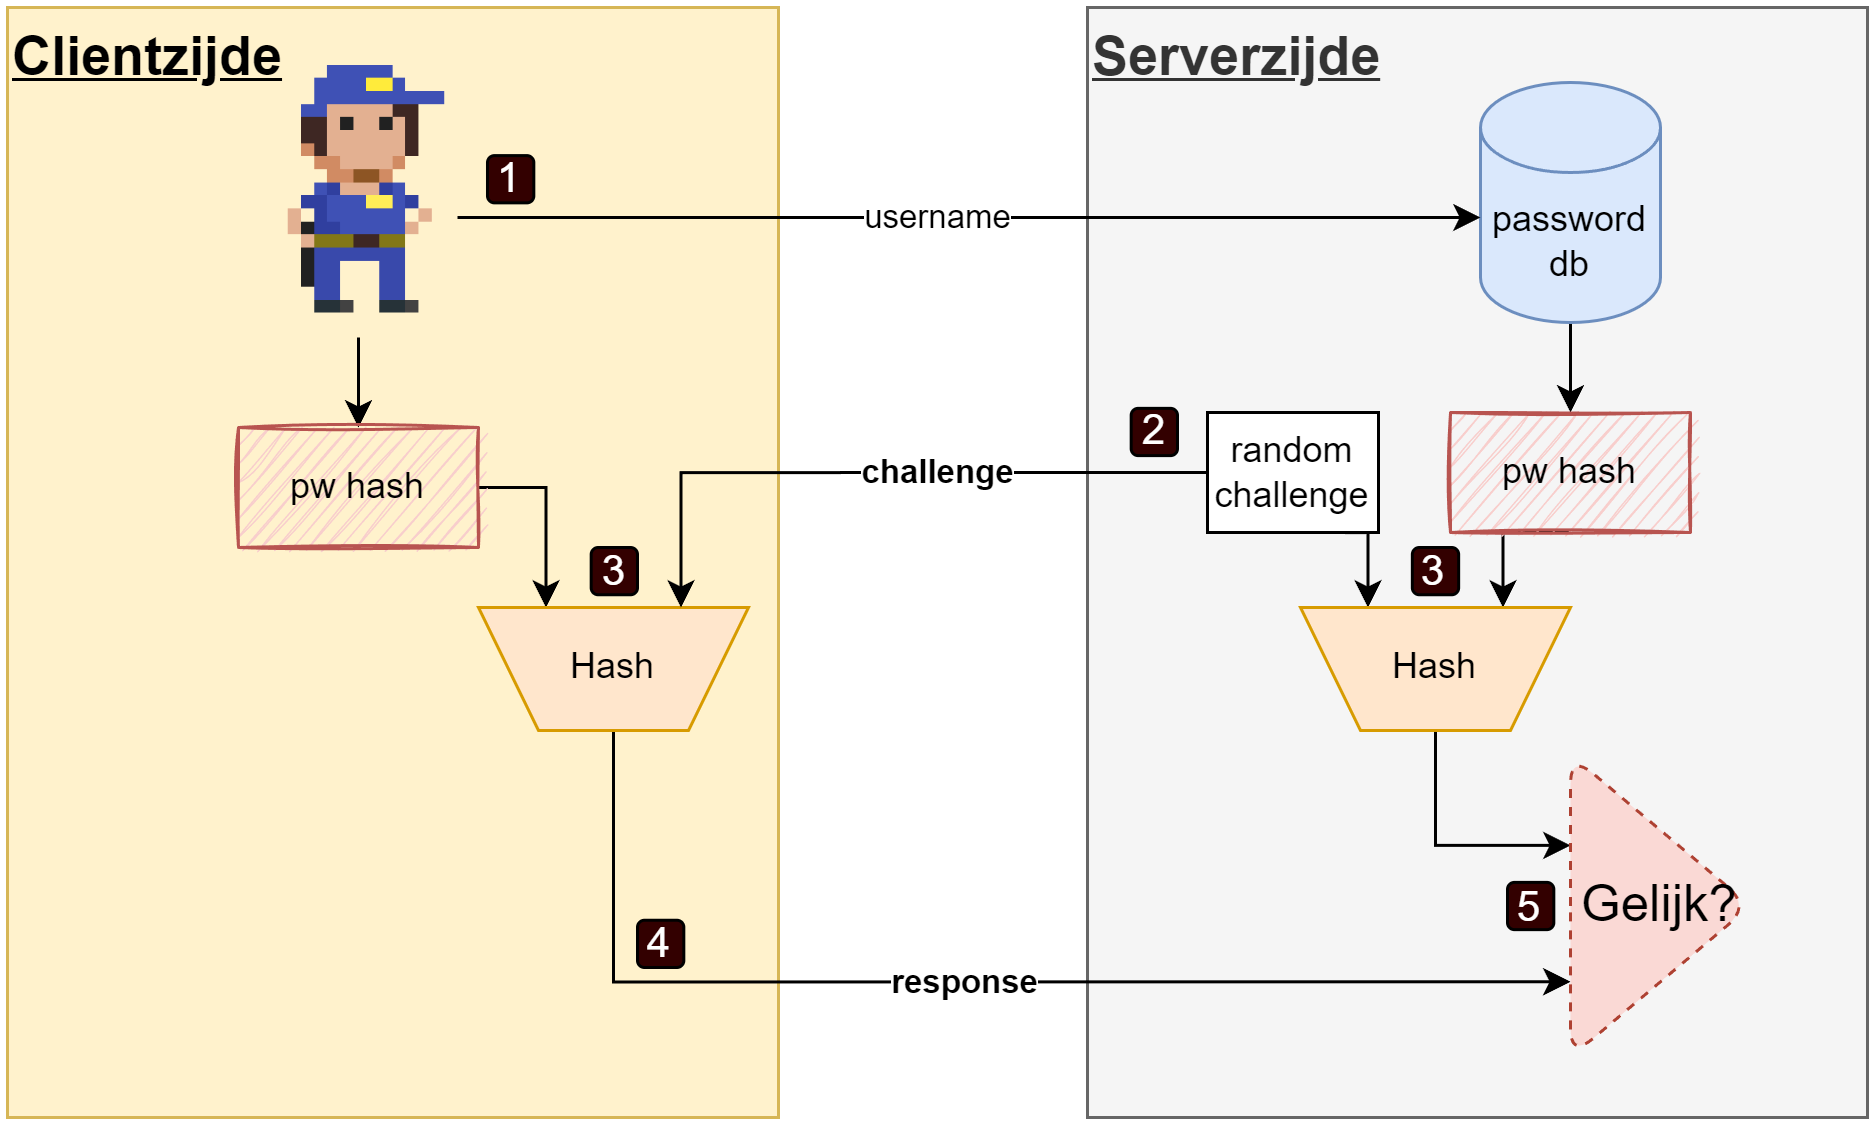 Clientzijde
Serverzijde
1
username
password
db
2
random
challenge
challenge
pw hash
pw hash
3
3
Hash
Hash
4
response
5
Gelijk?